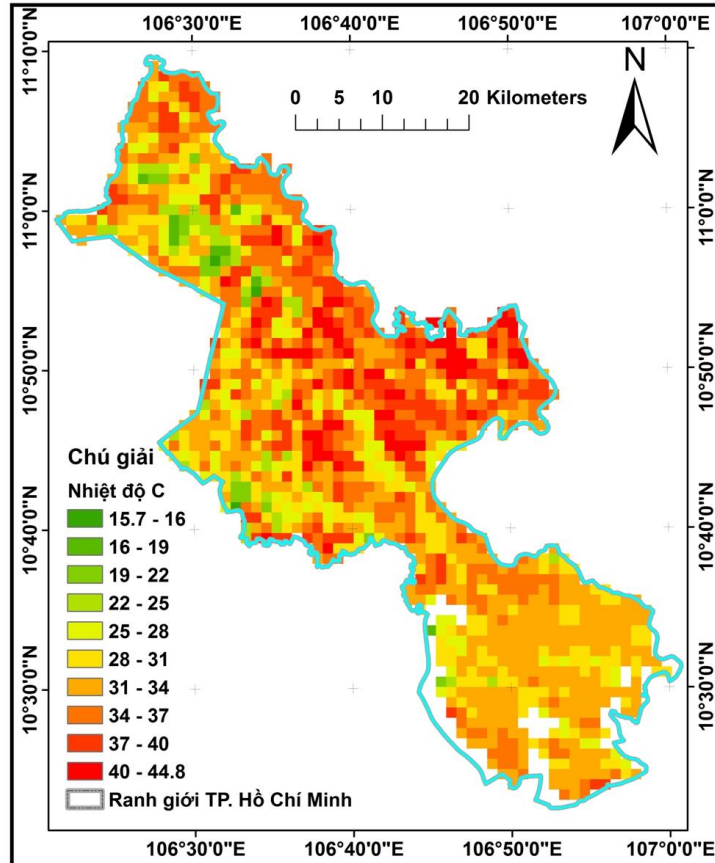 106°30'0"E 106°40'0"E 106°50'0"E 107°0'0"E
11°10'0"N
11°10'0"N
N
0 5 10 20 Kilometers
11°0'0"N
11°0'0"N
10°50'0"N
10°50'0"N
10°40'0"N
10°40'0"N
10°30'0"N
10°30'0"N
Chú giải
Nhiệt độ C
15.7 - 16
16 - 19
19 - 22
22 - 25
25 - 28
28 - 31
31 - 34
34 - 37
37 - 40
40 - 44.8
Ranh giới TP. Hồ Chí Minh
106°30'0"E 106°40'0"E 106°50'0"E 107°0'0"E